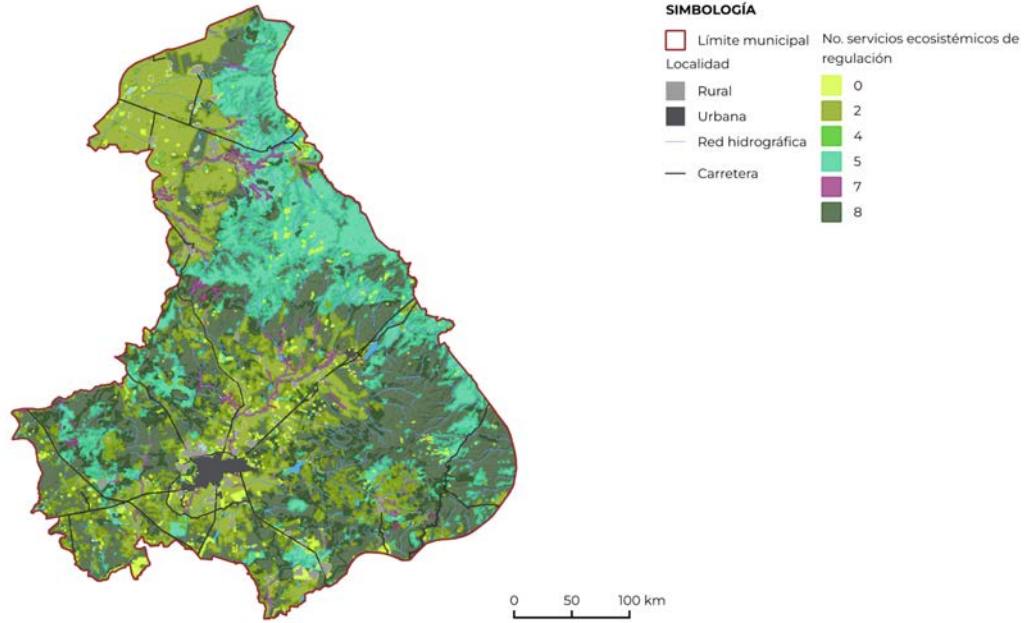 SIMBOLOGÍA
Límite municipal
Localidad
Rural
Urbana
Red hidrográfica
Carretera
No. servicios ecosistémicos de
regulación
0
2
4
5
7
8
0 50 100 km